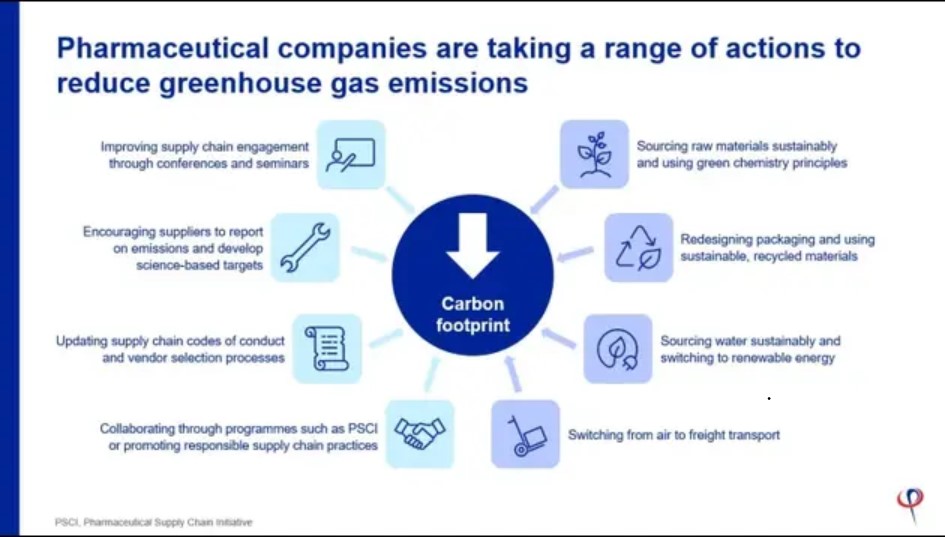 Pharmaceutical companies are taking a range of actions to
reduce greenhouse gas emissions
Improving supply chain engagement
through conferences and seminars
Encouraging suppliers to report
on emissions and develop
science-based targets
Updating supply chain codes of conduct
and vendor selection processes
Collaborating through programmes such as PSCI
or promoting responsible supply chain practices
Carbon
footprint
Sourcing raw materials sustainably
and using green chemistry principles
Redesigning packaging and using
sustainable, recycled materials
Sourcing water sustainably and
switching to renewable energy
Switching from air to freight transport
PSCI, Pharmaceutical Supply Chain Initiative